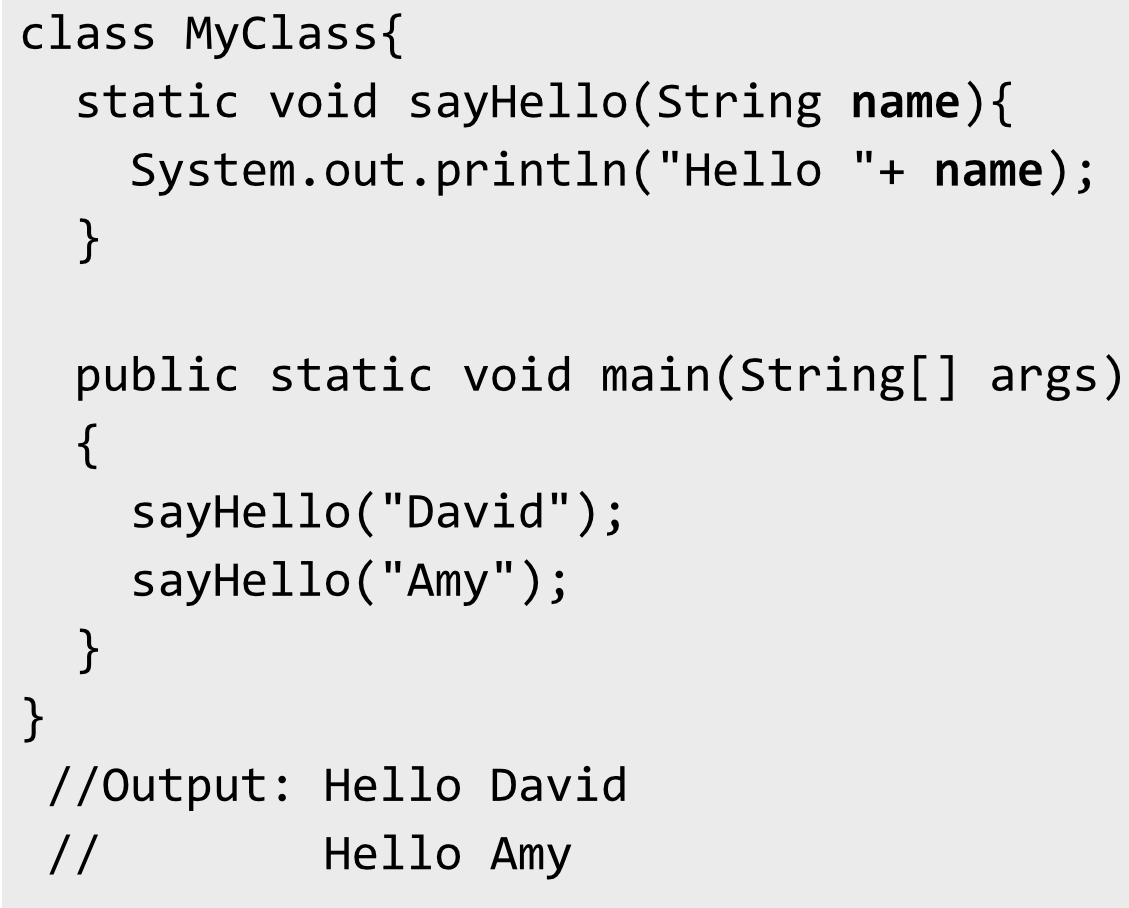 class MyClass{
  static void sayHello(String name){
    System.out.println("Hello "+ name);
  }

  public static void main(String[] args)
  {
    sayHello("David");
    sayHello("Amy");
  }
}
 //Output: Hello David
 //        Hello Amy